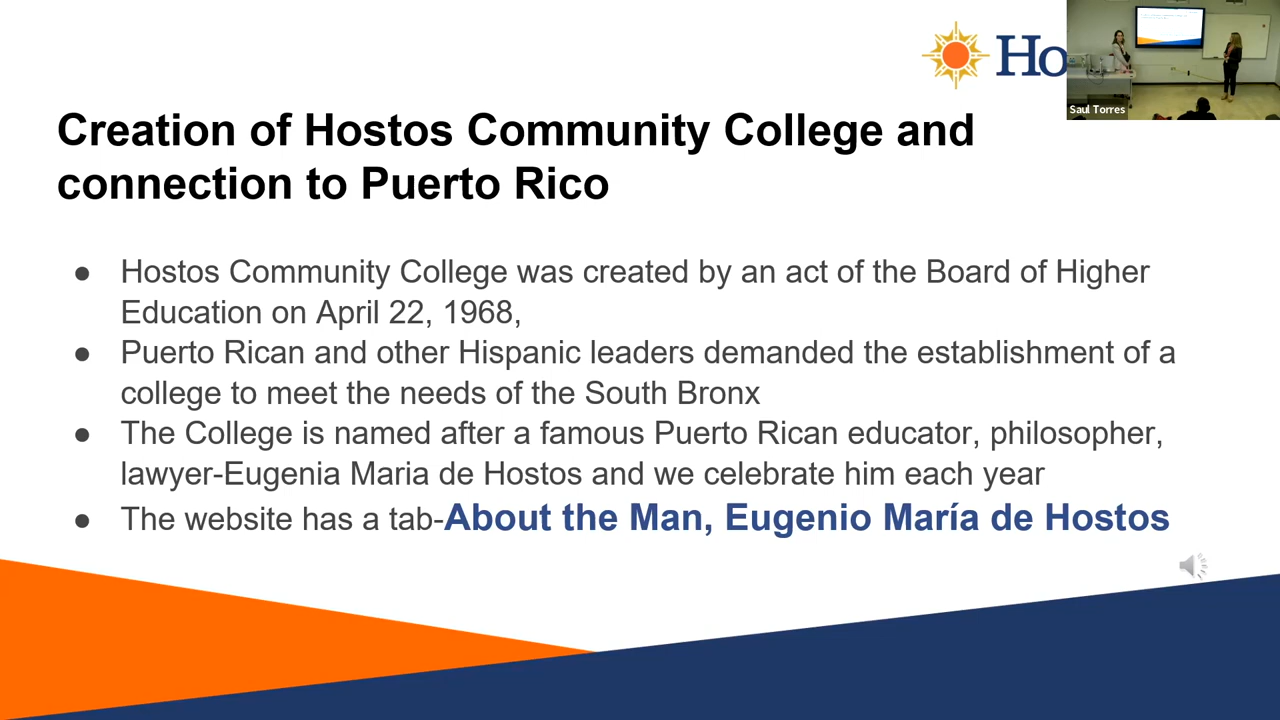 Ho
Saul Torres
Creation of Hostos Community College and
connection to Puerto Rico
● Hostos Community College was created by an act of the Board of Higher
Education on April 22, 1968,
● Puerto Rican and other Hispanic leaders demanded the establishment of a
college to meet the needs of the South Bronx
● The College is named after a famous Puerto Rican educator, philosopher,
lawyer-Eugenia Maria de Hostos and we celebrate him each year
● The website has a tab-About the Man, Eugenio María de Hostos